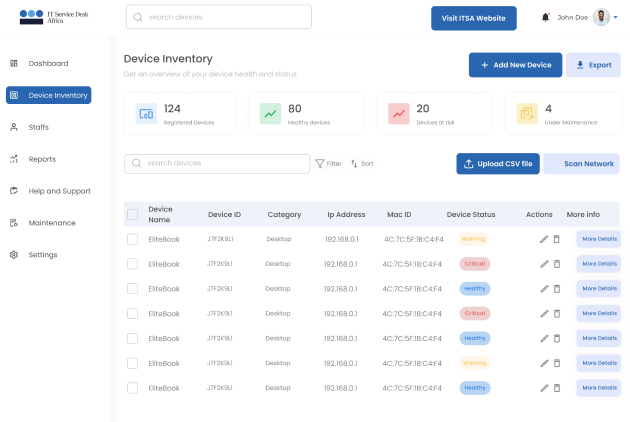 IT Service Desk
Africa
search devices
Visit ITSA Website
John Doe
Dashboard
Device Inventory
Staffs
Reports
Help and Support
Maintenance
Settings
Device Inventory
Get an overview of your device health and status
Add New Device
Export
124
Registered Devices
80
Healthy devices
20
Devices at risk
4
Under Maintenance
search devices
Filter
Sort
Upload CSV file
Scan Network
Device Name Device ID Category Ip Address Mac ID Device Status Actions More info
EliteBook J7F2K9L1 Desktop 192.168.0.1 4C:7C:5F:1B:C4:F4 Warning More Details
EliteBook J7F2K9L1 Desktop 192.168.0.1 4C:7C:5F:1B:C4:F4 Critical More Details
EliteBook J7F2K9L1 Desktop 192.168.0.1 4C:7C:5F:1B:C4:F4 Healthy More Details
EliteBook J7F2K9L1 Desktop 192.168.0.1 4C:7C:5F:1B:C4:F4 Critical More Details
EliteBook J7F2K9L1 Desktop 192.168.0.1 4C:7C:5F:1B:C4:F4 Healthy More Details
EliteBook J7F2K9L1 Desktop 192.168.0.1 4C:7C:5F:1B:C4:F4 Warning More Details
EliteBook J7F2K9L1 Desktop 192.168.0.1 4C:7C:5F:1B:C4:F4 Healthy More Details